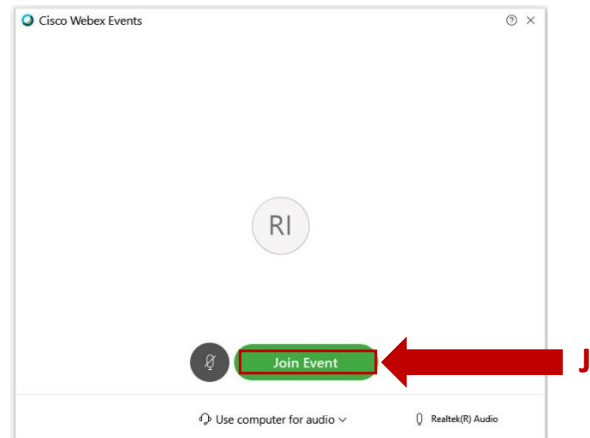 Cisco Webex Events
RI
Join Event
J
Use computer for audio
Realtek(R) Audio